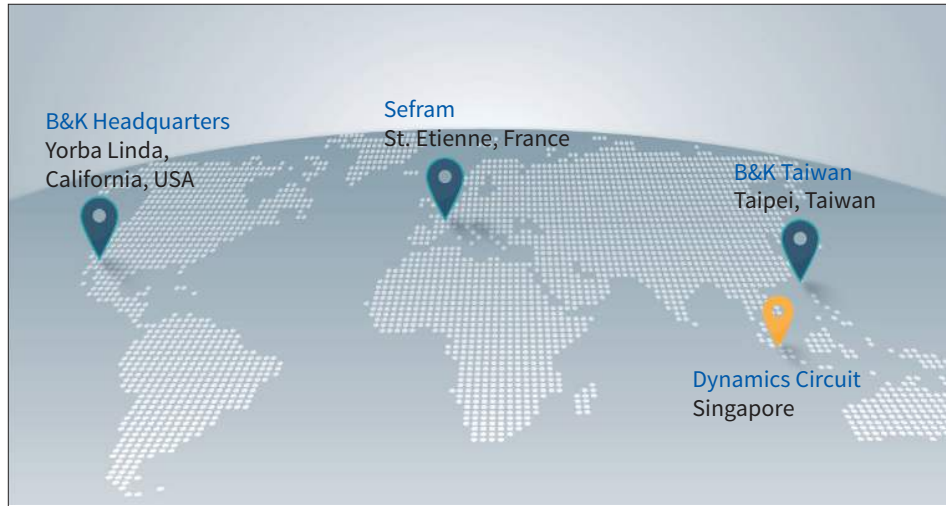 B&K Headquarters
Yorba Linda,
California, USA
Sefram
St. Etienne, France
B&K Taiwan
Taipei, Taiwan
Dynamics Circuit
Singapore